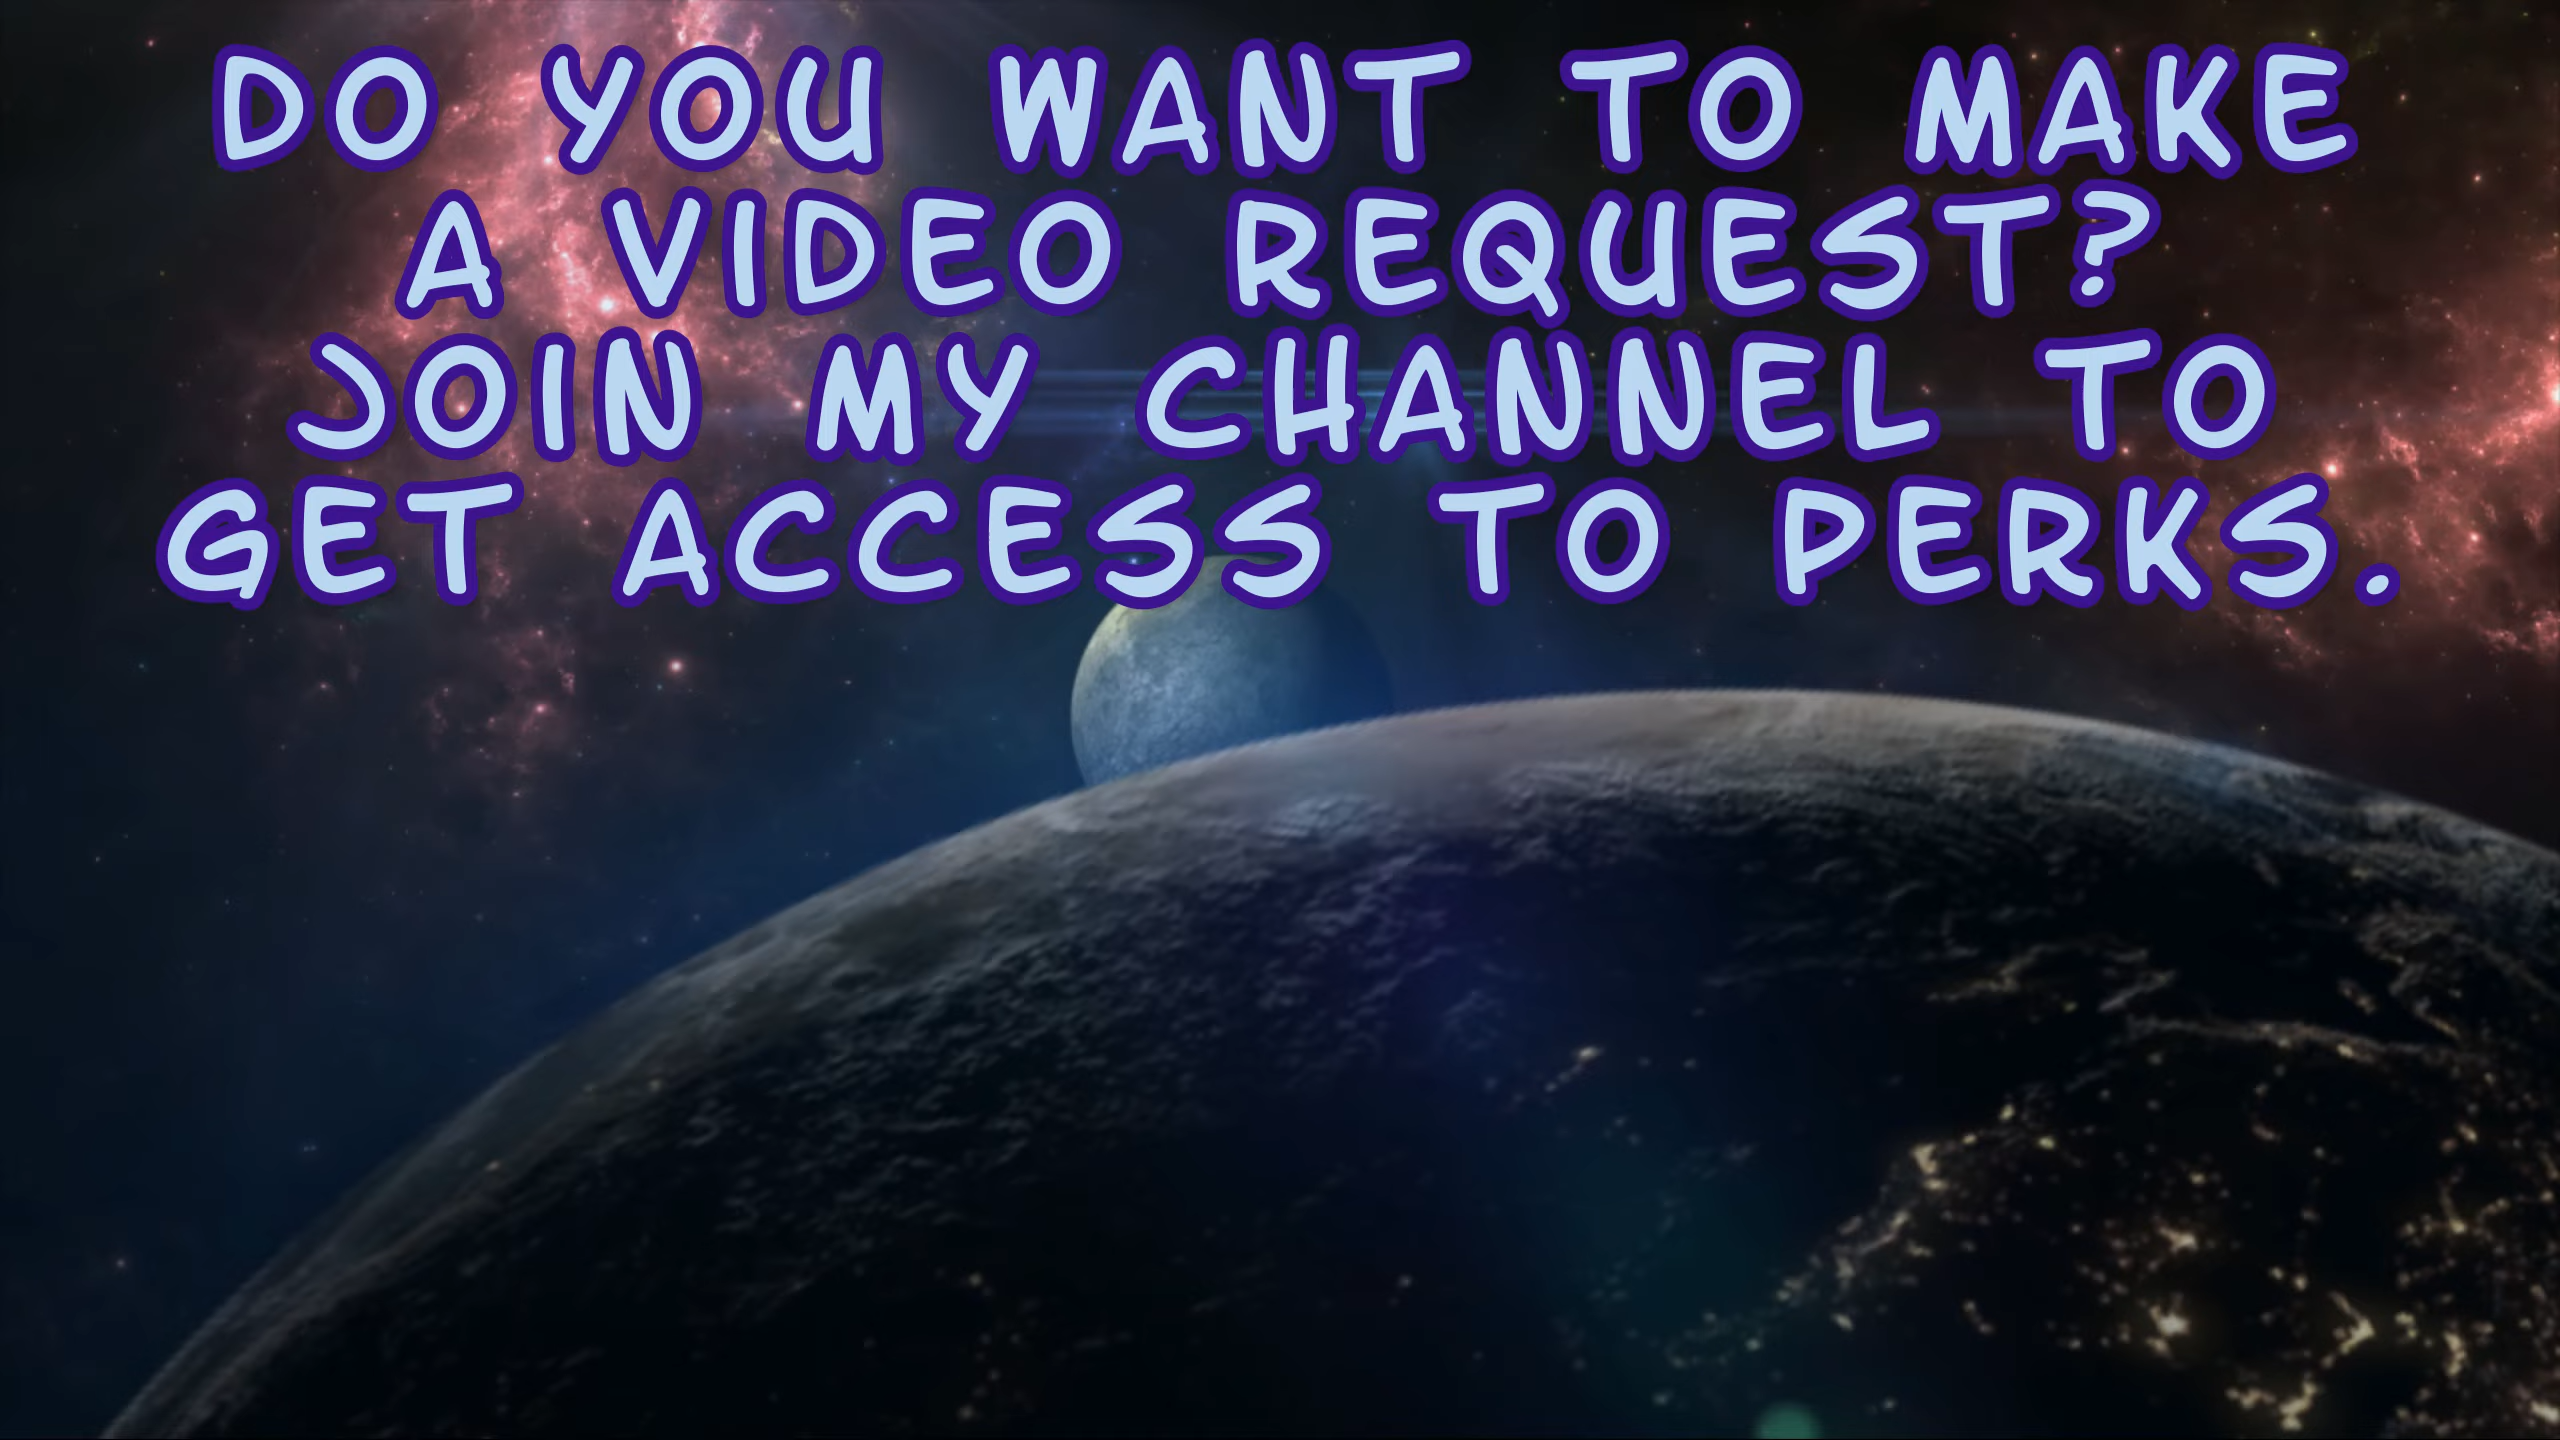 DO YOU WANT TO MAKE
A VIDEO REQUEST?
JOIN MY CHANNEL TO
GET ACCESS TO PERKS.